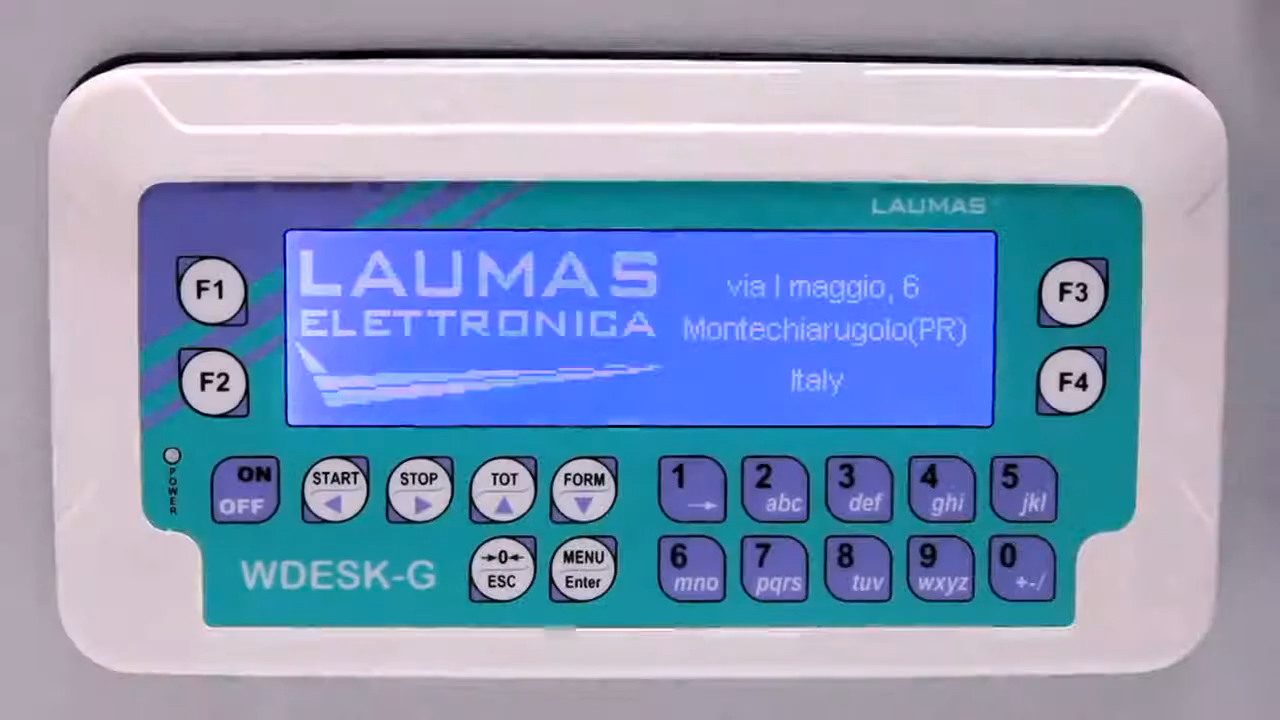 LAUMAS
LAUMAS
ELETTRONICA
via I maggio, 6
Montechiarugolo(PR)
Italy
F1
F2
F3
F4
POWER
ON
OFF
START
STOP
TOT
FORM
→0←
ESC
MENU
Enter
1
→
2
abc
3
def
4
ghi
5
jkl
6
mno
7
pqrs
8
tuv
9
wxyz
0
+-/
WDESK-G